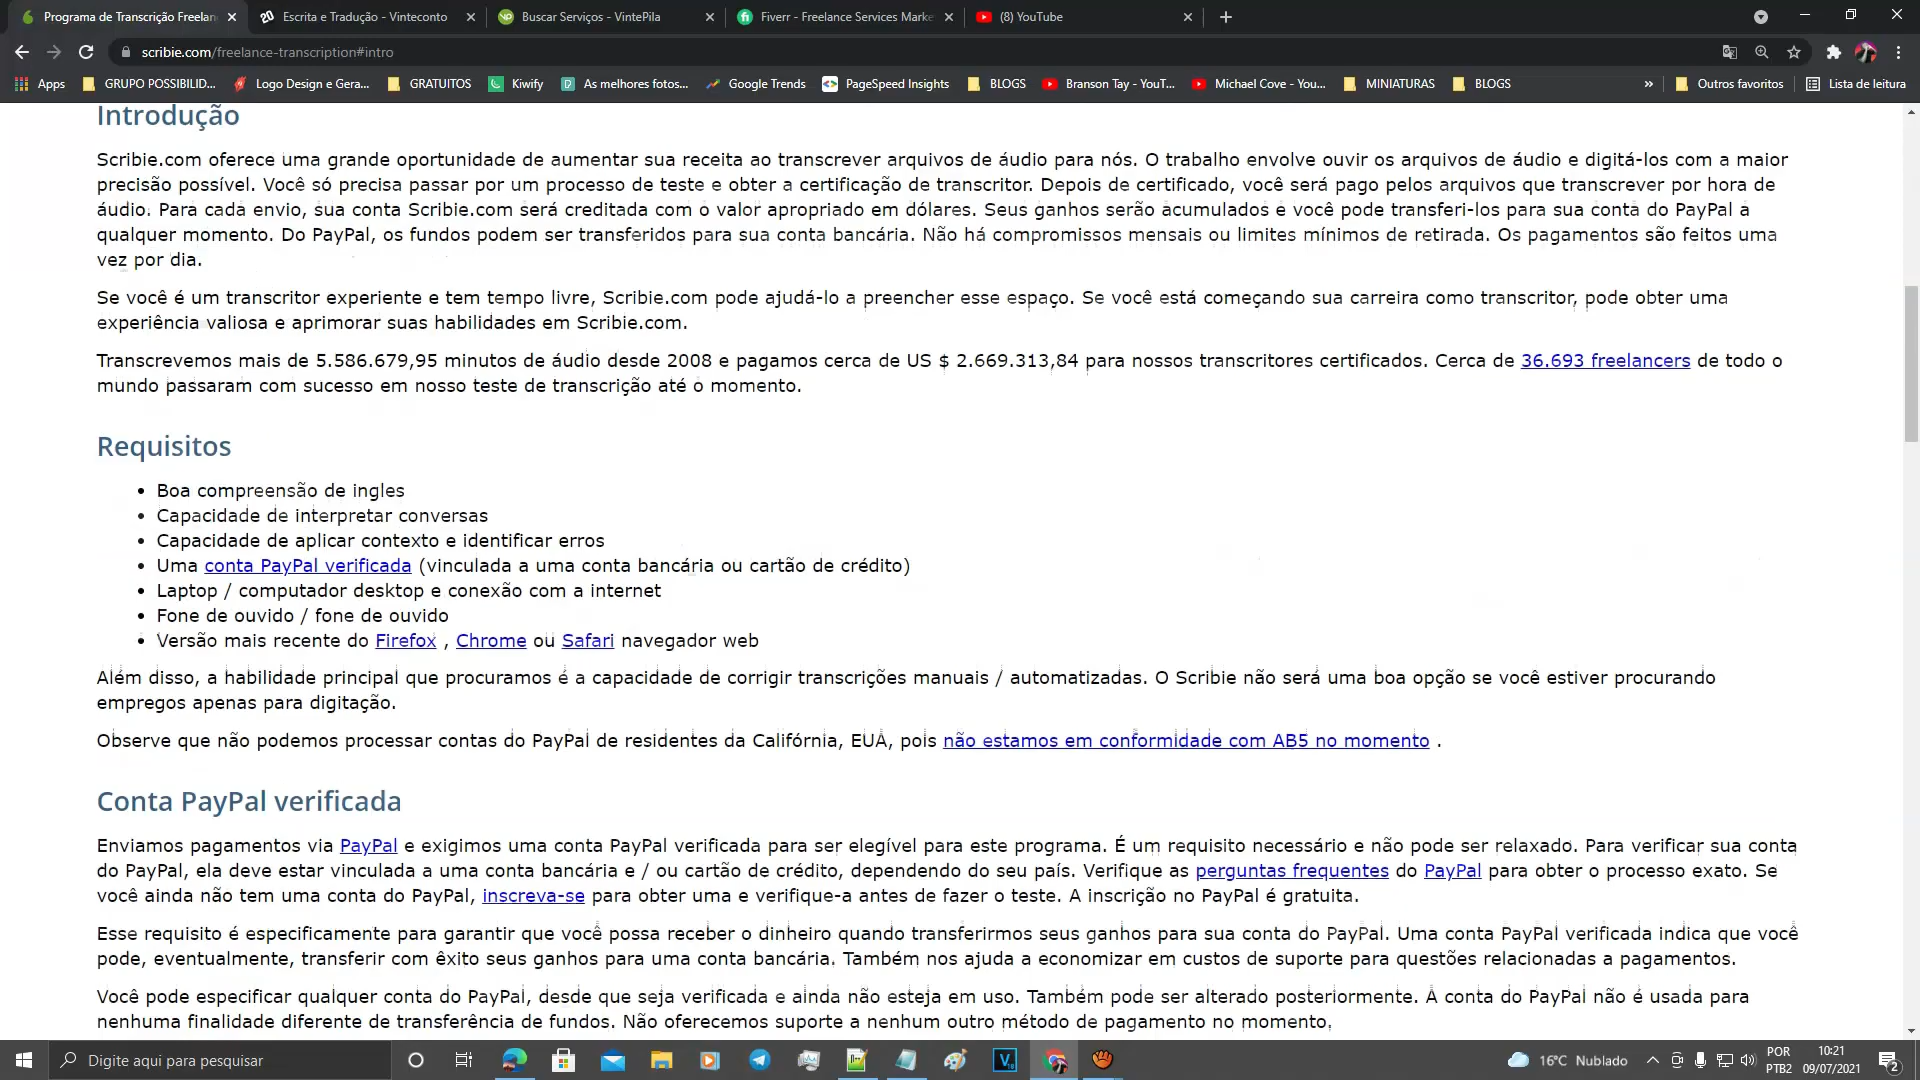 Programa de Transcrição Freelan
Escrita e Tradução - Vinteconto
Buscar Serviços - VintePila
Fiverr - Freelance Services Marke
(8) YouTube
scribie.com/freelance-transcription#intro
Apps
GRUPO POSSIBILID...
Logo Design e Gera...
GRATUITOS
Kiwify
As melhores fotos...
Google Trends
PageSpeed Insights
BLOGS
Branson Tay - YouT...
Michael Cove - You...
MINIATURAS
BLOGS
»
Outros favoritos
Lista de leitura
Introdução
Scribie.com oferece uma grande oportunidade de aumentar sua receita ao transcrever arquivos de áudio para nós. O trabalho envolve ouvir os arquivos de áudio e digitá-los com a maior
precisão possível. Você só precisa passar por um processo de teste e obter a certificação de transcritor. Depois de certificado, você será pago pelos arquivos que transcrever por hora de
áudio. Para cada envio, sua conta Scribie.com será creditada com o valor apropriado em dólares. Seus ganhos serão acumulados e você pode transferi-los para sua conta do PayPal a
qualquer momento. Do PayPal, os fundos podem ser transferidos para sua conta bancária. Não há compromissos mensais ou limites mínimos de retirada. Os pagamentos são feitos uma
vez por dia.
Se você é um transcritor experiente e tem tempo livre, Scribie.com pode ajudá-lo a preencher esse espaço. Se você está começando sua carreira como transcritor, pode obter uma
experiência valiosa e aprimorar suas habilidades em Scribie.com.
Transcrevemos mais de 5.586.679,95 minutos de áudio desde 2008 e pagamos cerca de US $ 2.669.313,84 para nossos transcritores certificados. Cerca de 36.693 freelancers de todo o
mundo passaram com sucesso em nosso teste de transcrição até o momento.
Requisitos
• Boa compreensão de ingles
• Capacidade de interpretar conversas
• Capacidade de aplicar contexto e identificar erros
• Uma conta PayPal verificada (vinculada a uma conta bancária ou cartão de crédito)
• Laptop / computador desktop e conexão com a internet
• Fone de ouvido / fone de ouvido
• Versão mais recente do Firefox , Chrome ou Safari navegador web
Além disso, a habilidade principal que procuramos é a capacidade de corrigir transcrições manuais / automatizadas. O Scribie não será uma boa opção se você estiver procurando
empregos apenas para digitação.
Observe que não podemos processar contas do PayPal de residentes da Califórnia, EUA, pois não estamos em conformidade com AB5 no momento .
Conta PayPal verificada
Enviamos pagamentos via PayPal e exigimos uma conta PayPal verificada para ser elegível para este programa. É um requisito necessário e não pode ser relaxado. Para verificar sua conta
do PayPal, ela deve estar vinculada a uma conta bancária e / ou cartão de crédito, dependendo do seu país. Verifique as perguntas frequentes do PayPal para obter o processo exato. Se
você ainda não tem uma conta do PayPal, inscreva-se para obter uma e verifique-a antes de fazer o teste. A inscrição no PayPal é gratuita.
Esse requisito é especificamente para garantir que você possa receber o dinheiro quando transferirmos seus ganhos para sua conta do PayPal. Uma conta PayPal verificada indica que você
pode, eventualmente, transferir com êxito seus ganhos para uma conta bancária. Também nos ajuda a economizar em custos de suporte para questões relacionadas a pagamentos.
Você pode especificar qualquer conta do PayPal, desde que seja verificada e ainda não esteja em uso. Também pode ser alterado posteriormente. A conta do PayPal não é usada para
nenhuma finalidade diferente de transferência de fundos. Não oferecemos suporte a nenhum outro método de pagamento no momento.
Digite aqui para pesquisar
16°C Nublado
POR
PTB2
10:21
09/07/2021
2